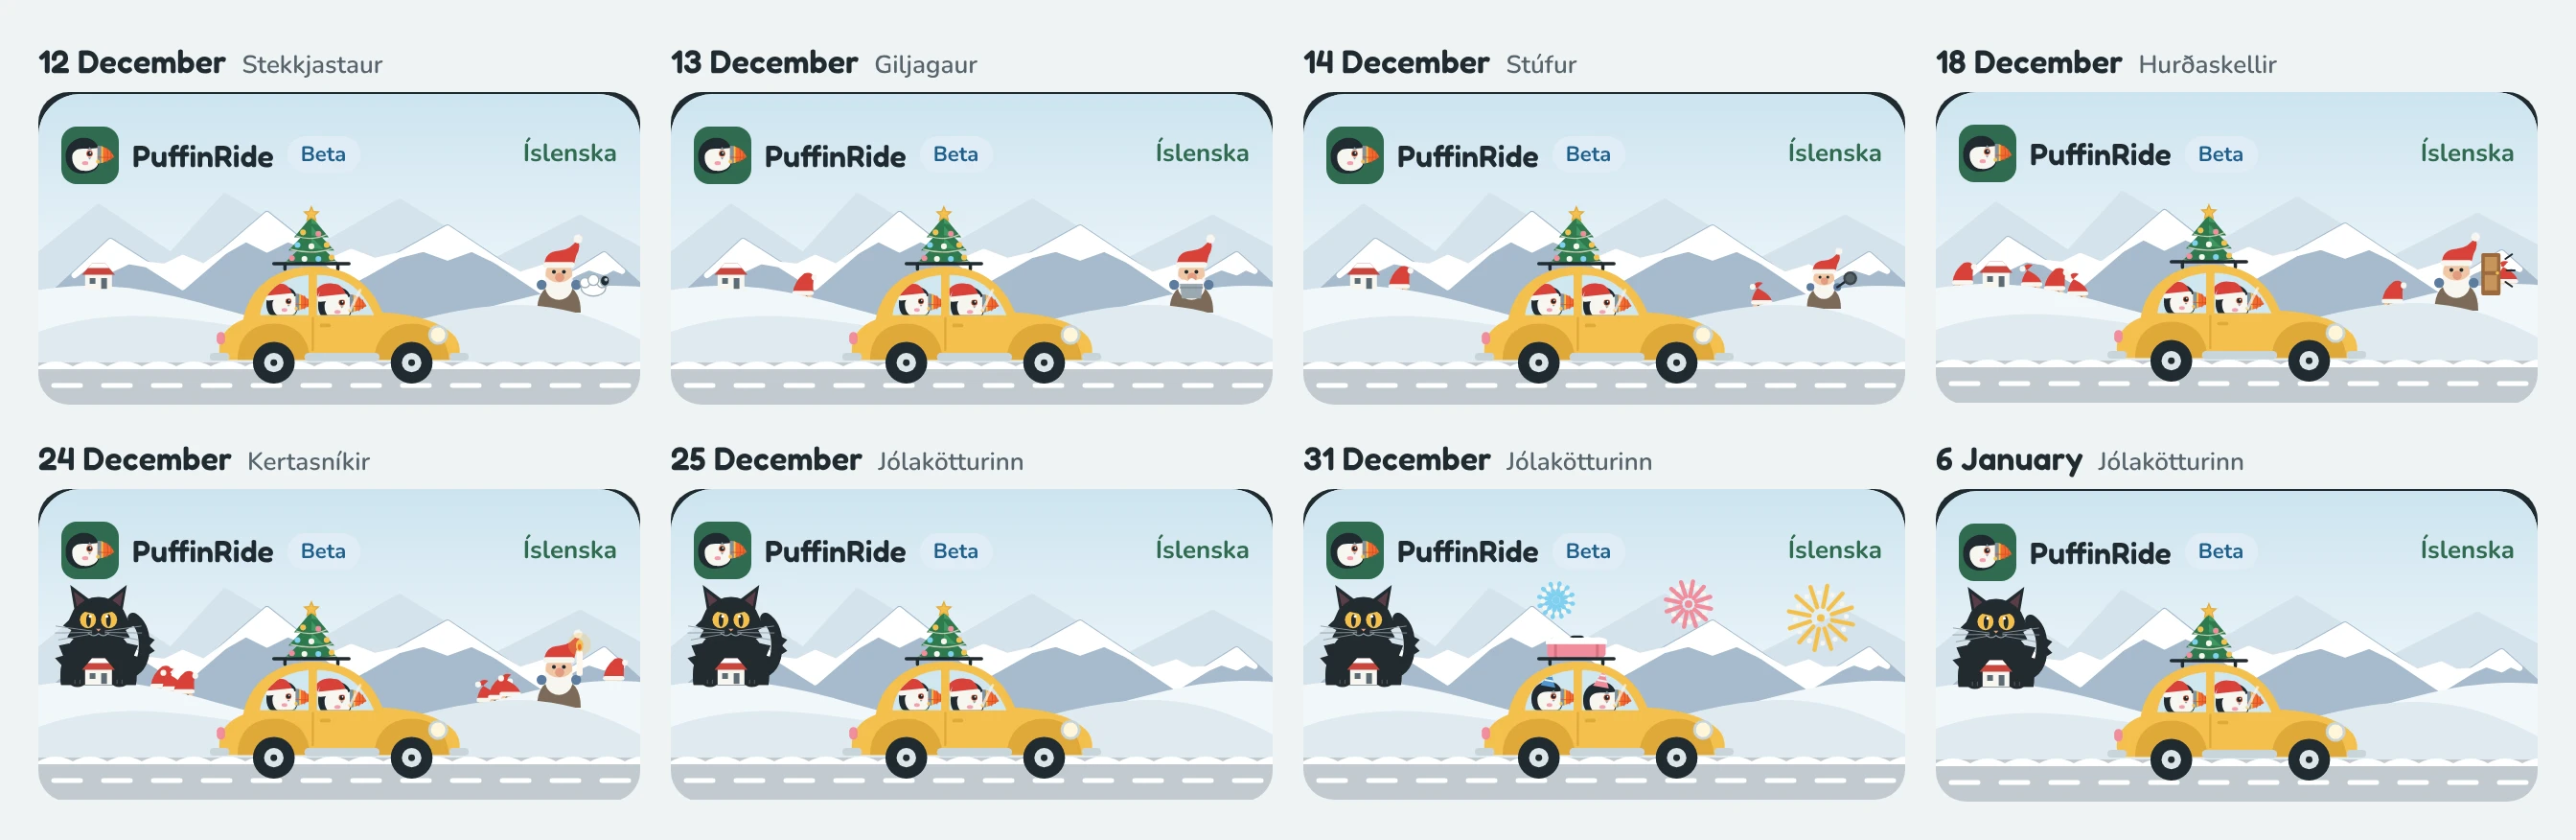 12 December Stekkjastaur
PuffinRide Beta Íslenska
13 December Giljagaur
PuffinRide Beta Íslenska
14 December Stúfur
PuffinRide Beta Íslenska
18 December Hurðaskellir
PuffinRide Beta Íslenska
24 December Kertasníkir
PuffinRide Beta Íslenska
25 December Jólakötturinn
PuffinRide Beta Íslenska
31 December Jólakötturinn
PuffinRide Beta Íslenska
6 January Jólakötturinn
PuffinRide Beta Íslenska